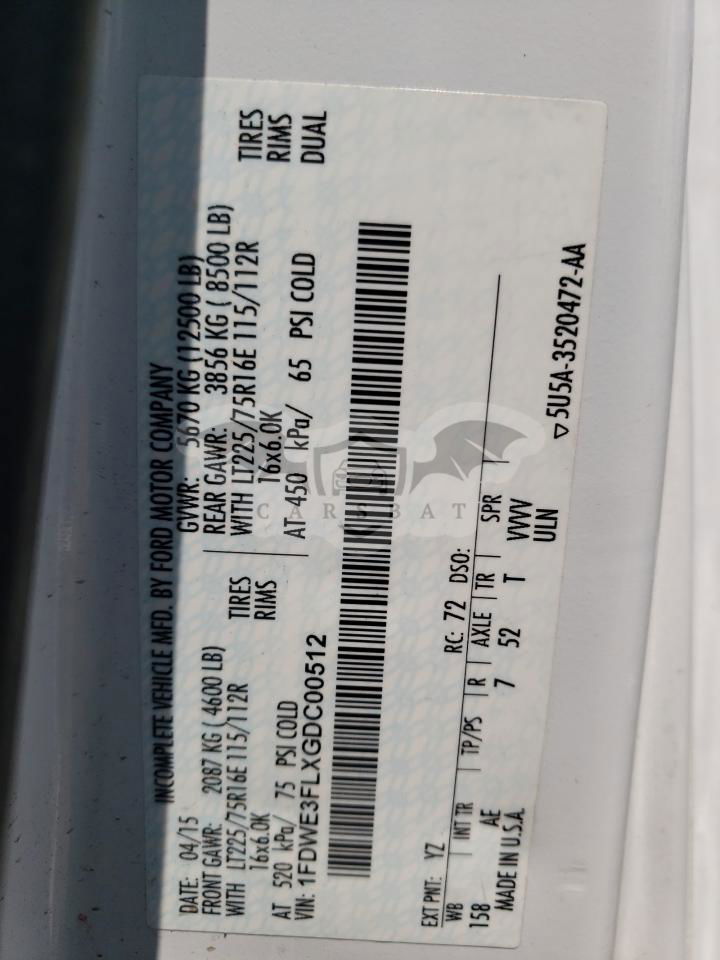 INCOMPLETE VEHICLE MFD. BY FORD MOTOR COMPANY
DATE: 04/15 GVWR: 5670 KG (12500 LB)
FRONT GAWR: 2087 KG ( 4600 LB) REAR GAWR: 3856 KG ( 8500 LB)
WITH LT225/75R16E 115/112R TIRES WITH LT225/75R16E 115/112R TIRES
16x6.0K RIMS 16x6.0K RIMS
AT 520 kPa/ 75 PSI COLD AT 450 kPa/ 65 PSI COLD DUAL
VIN: 1FDWE3FLXGDC00512
CARSBAT
EXT PNT: YZ RC: 72 DSO:
WB INT TR TP/PS R AXLE TR SPR
158 AE 7 52 T VVVV
MADE IN U.S.A. ULN
▽5U5A-3520472-AA